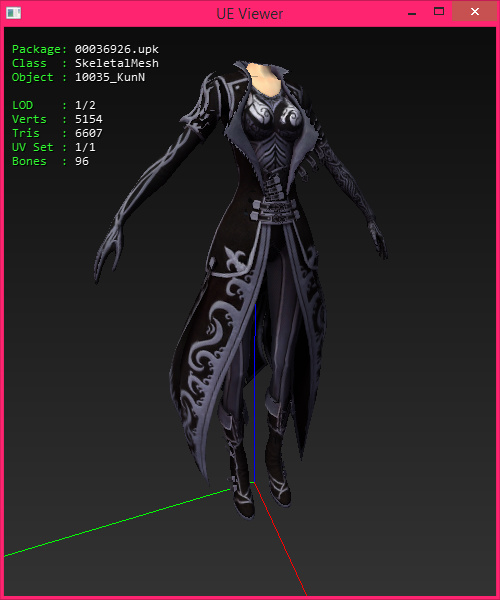 UE Viewer
Package: 00036926.upk
Class : SkeletalMesh
Object : 10035_KunN
LOD : 1/2
Verts : 5154
Tris : 6607
UV Set : 1/1
Bones : 96